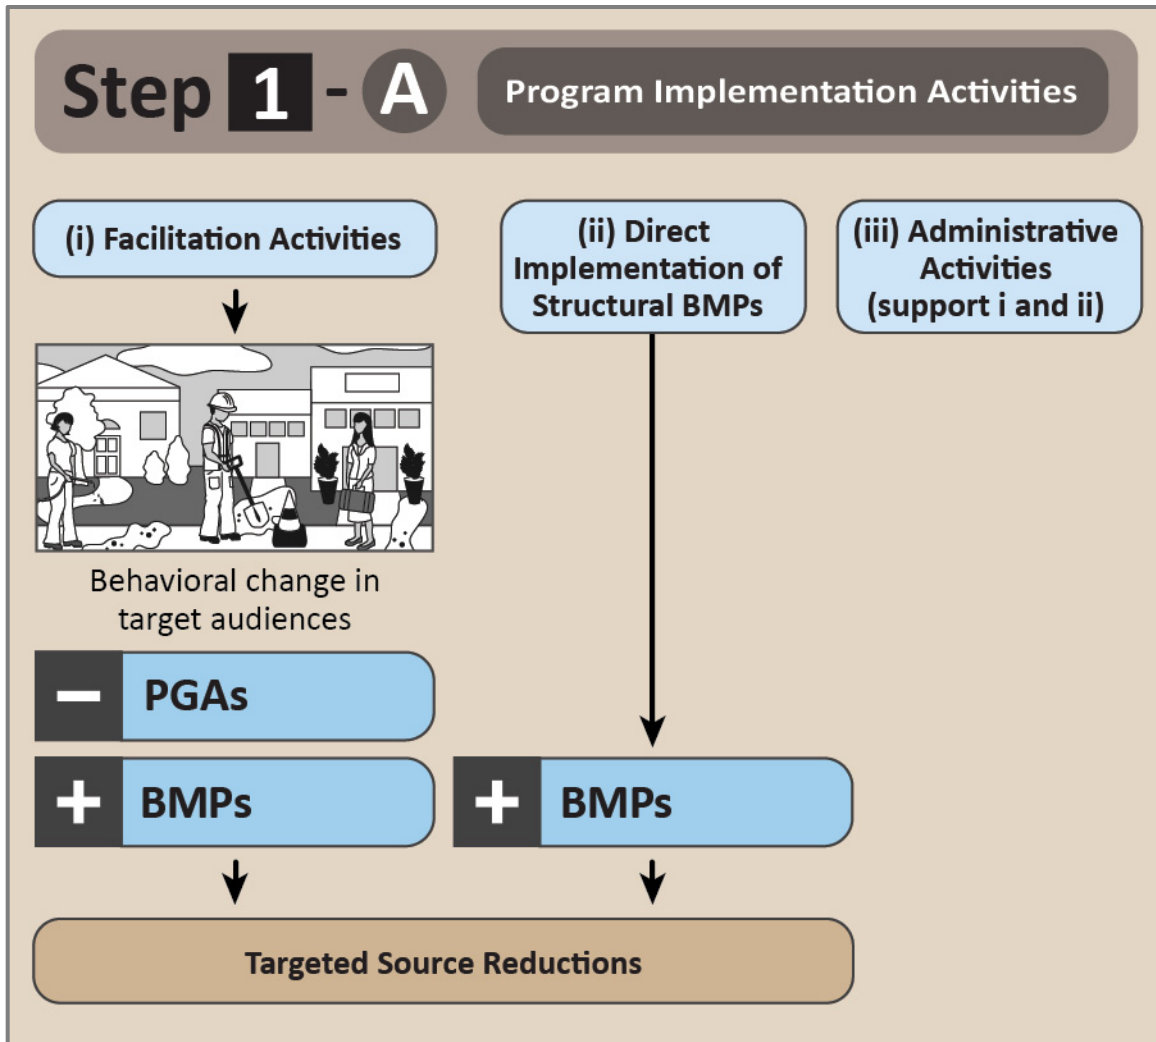 Step 1 - A Program Implementation Activities
(i) Facilitation Activities
(ii) Direct
Implementation of
Structural BMPs
(iii) Administrative
Activities
(support i and ii)
Behavioral change in
target audiences
− PGAs
+ BMPs
+ BMPs
Targeted Source Reductions